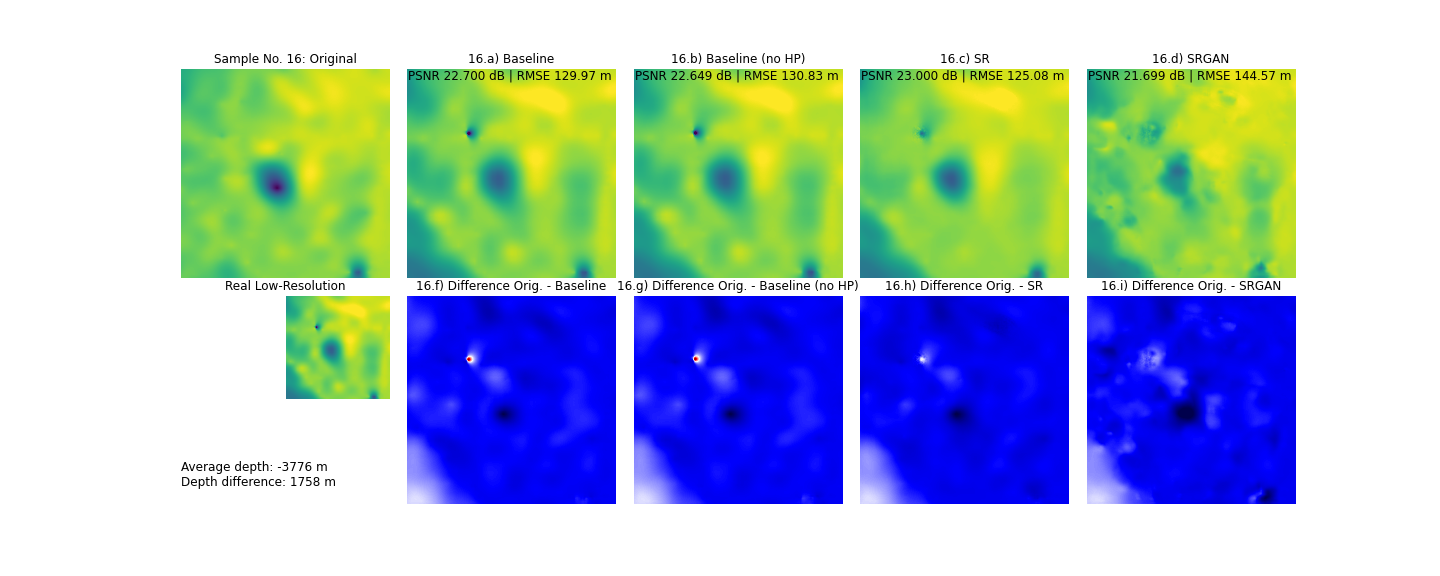 Sample No. 16: Original
16.a) Baseline
16.b) Baseline (no HP)
16.c) SR
16.d) SRGAN
PSNR 22.700 dB | RMSE 129.97 m
PSNR 22.649 dB | RMSE 130.83 m
PSNR 23.000 dB | RMSE 125.08 m
PSNR 21.699 dB | RMSE 144.57 m
Real Low-Resolution
16.f) Difference Orig. - Baseline
16.g) Difference Orig. - Baseline (no HP)
16.h) Difference Orig. - SR
16.i) Difference Orig. - SRGAN
Average depth: -3776 m
Depth difference: 1758 m